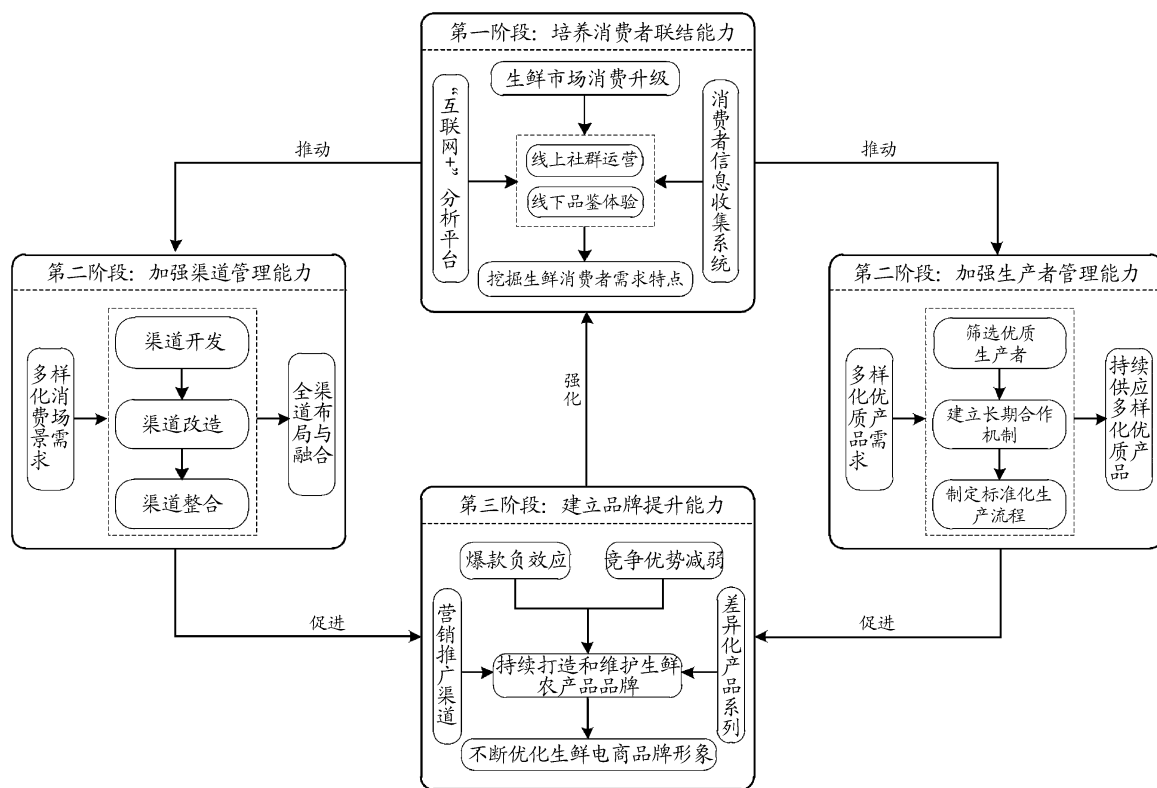 第一阶段：培养消费者联结能力
生鲜市场消费升级
“互联网+”分析平台
线上社群运营
线下品鉴体验
消费者信息收集系统
挖掘生鲜消费者需求特点
推动
推动
第二阶段：加强渠道管理能力
多样化消费场景需求
渠道开发
渠道改造
渠道整合
全渠道布局与融合
第二阶段：加强生产者管理能力
多样化优质产品需求
筛选优质
生产者
建立长期合作
机制
制定标准化生
产流程
持续供应多样化优质产品
强化
第三阶段：建立品牌提升能力
爆款负效应
竞争优势减弱
营销推广渠道
持续打造和维护生鲜
农产品品牌
差异化产品系列
不断优化生鲜电商品牌形象
促进
促进